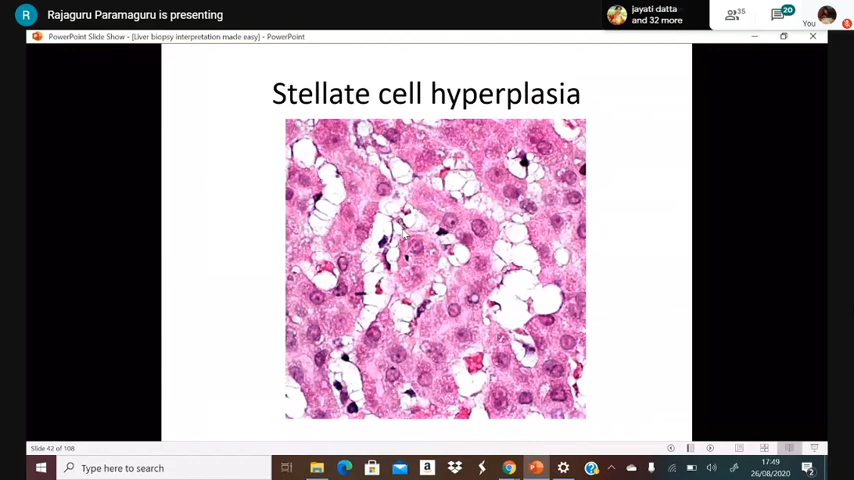 R
Rajaguru Paramaguru is presenting
jayati datta
and 32 more
35
20
You
PowerPoint Slide Show - [Liver biopsy interpretation made easy] - PowerPoint
Stellate cell hyperplasia
Slide 42 of 108
Type here to search
17:49
26/08/2020
2